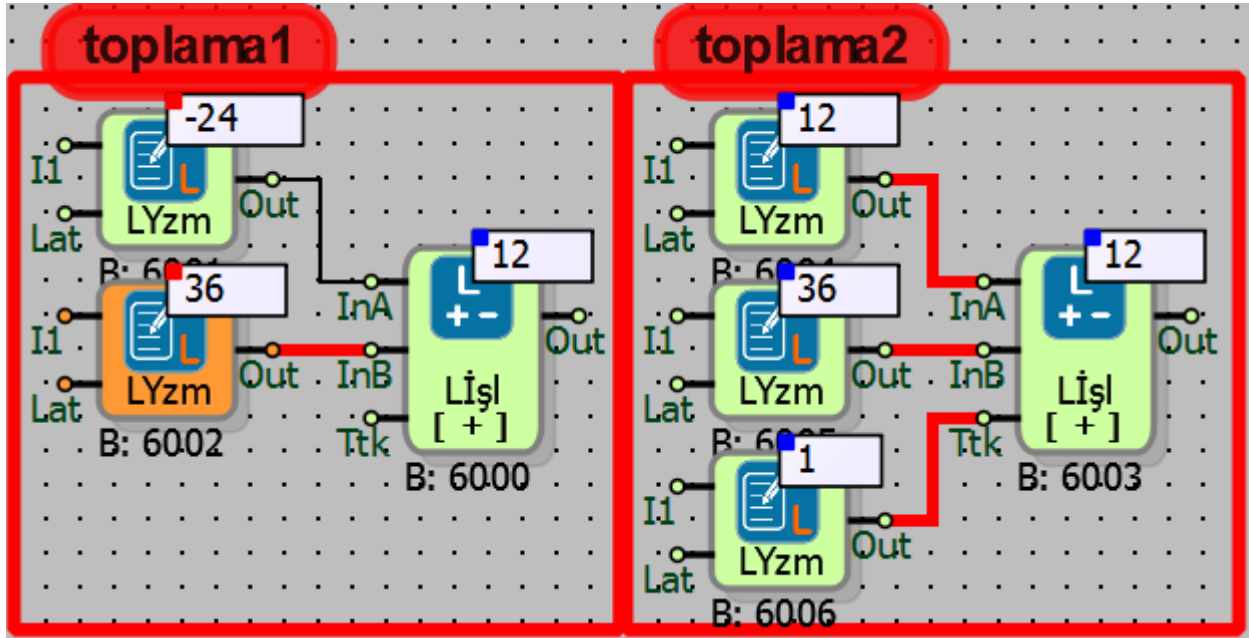 toplama1
-24
I1
Lat
L
LYzm
Out
36
I1
Lat
L
LYzm
Out
B: 6002
12
L
+ -
InA
InB
Ttk
Out
LİşI
[ + ]
B: 6000
toplama2
12
I1
Lat
L
LYzm
Out
36
I1
Lat
L
LYzm
Out
1
I1
Lat
L
LYzm
Out
B: 6006
12
L
+ -
InA
InB
Ttk
Out
LİşI
[ + ]
B: 6003